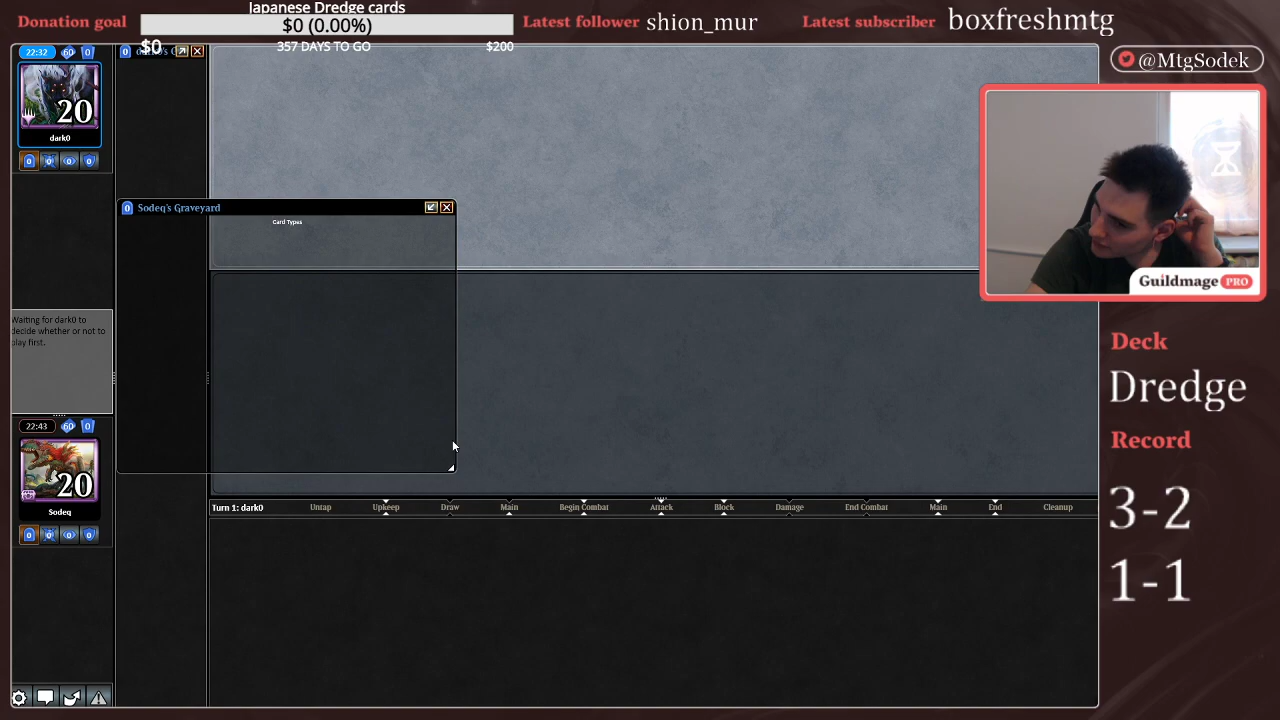 Japanese Dredge cards
Donation goal
$0 (0.00%)
Latest follower shion_mur
Latest subscriber boxfreshmtg
$0 357 DAYS TO GO $200
@MtgSodek
22:32 60 0
20
dark0
0 0 0 0
0
0 Sodeq's Graveyard
Card Types
Guildmage PRO
Waiting for dark0 to
decide whether or not to
play first.
Deck
Dredge
Record
3-2
1-1
22:43 60 0
20
Sodeq
0 0 0 0
Turn 1: dark0 Untap Upkeep Draw Main Begin Combat Attack Block Damage End Combat Main End Cleanup